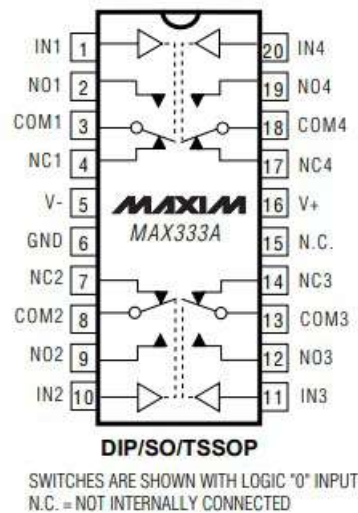 IN1 1 20 IN4
NO1 2 19 NO4
COM1 3 18 COM4
NC1 4 17 NC4
V- 5 MAXIM 16 V+
GND 6 MAX333A 15 N.C.
NC2 7 14 NC3
COM2 8 13 COM3
NO2 9 12 NO3
IN2 10 11 IN3
DIP/SO/TSSOP
SWITCHES ARE SHOWN WITH LOGIC "0" INPUT
N.C. = NOT INTERNALLY CONNECTED